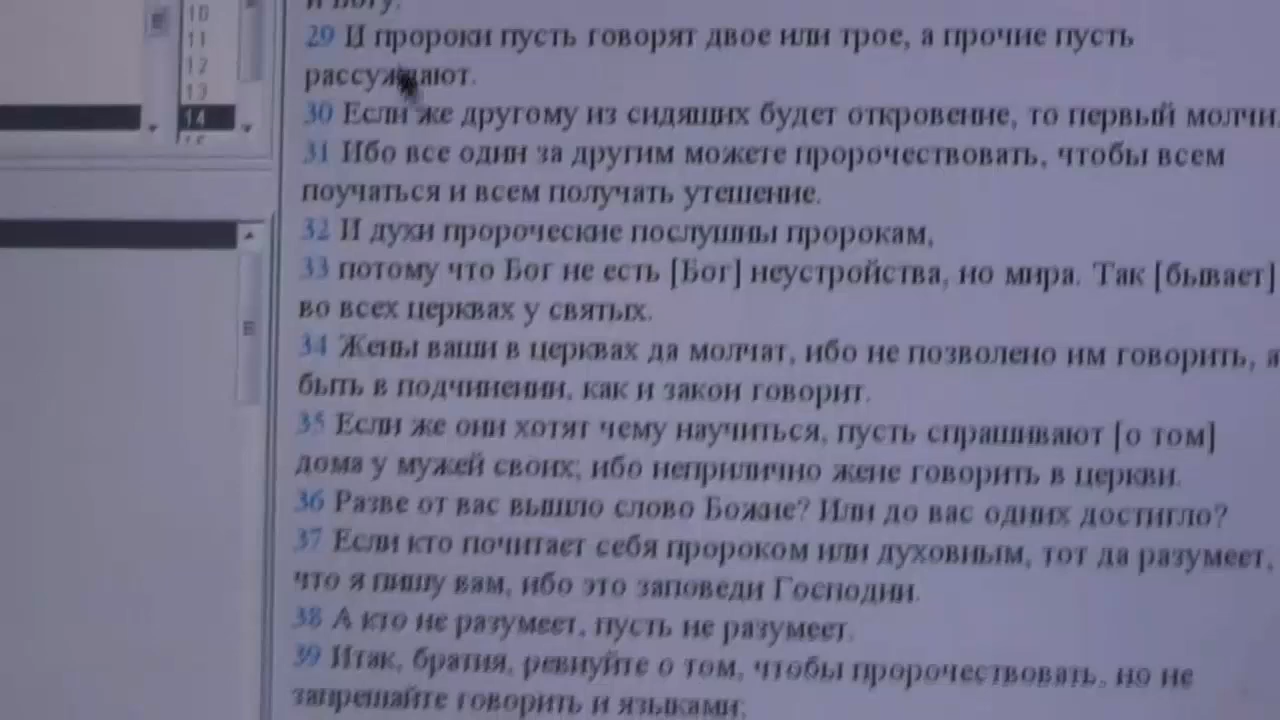 и Богу.
10
11
12
13
14
29 И пророки пусть говорят двое или трое, а прочие пусть
рассуждают.
30 Если же другому из сидящих будет откровение, то первый молчи
31 Ибо все один за другим можете пророчествовать, чтобы всем
поучаться и всем получать утешение.
32 И духи пророческие послушны пророкам,
33 потому что Бог не есть [Бог] неустройства, но мира. Так [бывает]
во всех церквах у святых.
34 Жены ваши в церквах да молчат, ибо не позволено им говорить, а
быть в подчинении, как и закон говорит.
35 Если же они хотят чему научиться, пусть спрашивают [о том]
дома у мужей своих; ибо неприлично жене говорить в церкви.
36 Разве от вас вышло слово Божие? Или до вас одних достигло?
37 Если кто почитает себя пророком или духовным, тот да разумеет,
что я пишу вам, ибо это заповеди Господни.
38 А кто не разумеет, пусть не разумеет.
39 Итак, братия, ревнуйте о том, чтобы пророчествовать, но не
запрещайте говорить и языками;